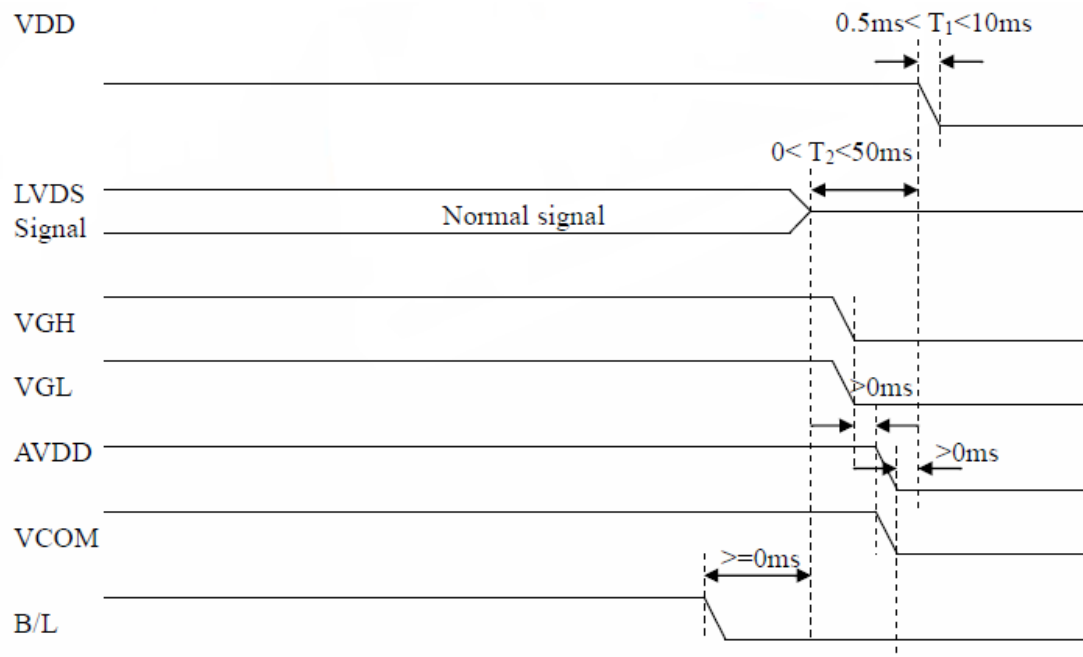 VDD
0.5ms< T₁<10ms
0< T₂<50ms
LVDS
Signal
Normal signal
VGH
VGL
>0ms
AVDD
>0ms
VCOM
>=0ms
B/L